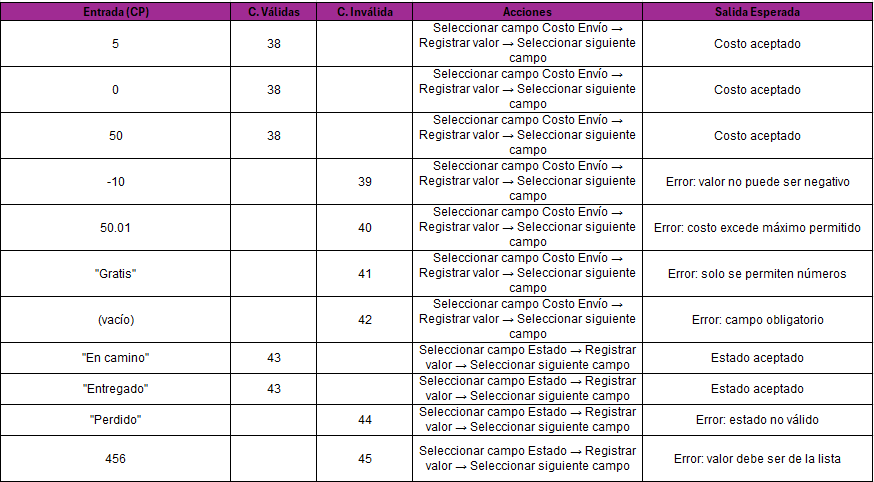 Entrada (CP) C. Válidas C. Inválida Acciones Salida Esperada
5 38 Seleccionar campo Costo Envío → Registrar valor → Seleccionar siguiente campo Costo aceptado
0 38 Seleccionar campo Costo Envío → Registrar valor → Seleccionar siguiente campo Costo aceptado
50 38 Seleccionar campo Costo Envío → Registrar valor → Seleccionar siguiente campo Costo aceptado
-10 39 Seleccionar campo Costo Envío → Registrar valor → Seleccionar siguiente campo Error: valor no puede ser negativo
50.01 40 Seleccionar campo Costo Envío → Registrar valor → Seleccionar siguiente campo Error: costo excede máximo permitido
"Gratis" 41 Seleccionar campo Costo Envío → Registrar valor → Seleccionar siguiente campo Error: solo se permiten números
(vacío) 42 Seleccionar campo Costo Envío → Registrar valor → Seleccionar siguiente campo Error: campo obligatorio
"En camino" 43 Seleccionar campo Estado → Registrar valor → Seleccionar siguiente campo Estado aceptado
"Entregado" 43 Seleccionar campo Estado → Registrar valor → Seleccionar siguiente campo Estado aceptado
"Perdido" 44 Seleccionar campo Estado → Registrar valor → Seleccionar siguiente campo Error: estado no válido
456 45 Seleccionar campo Estado → Registrar valor → Seleccionar siguiente campo Error: valor debe ser de la lista